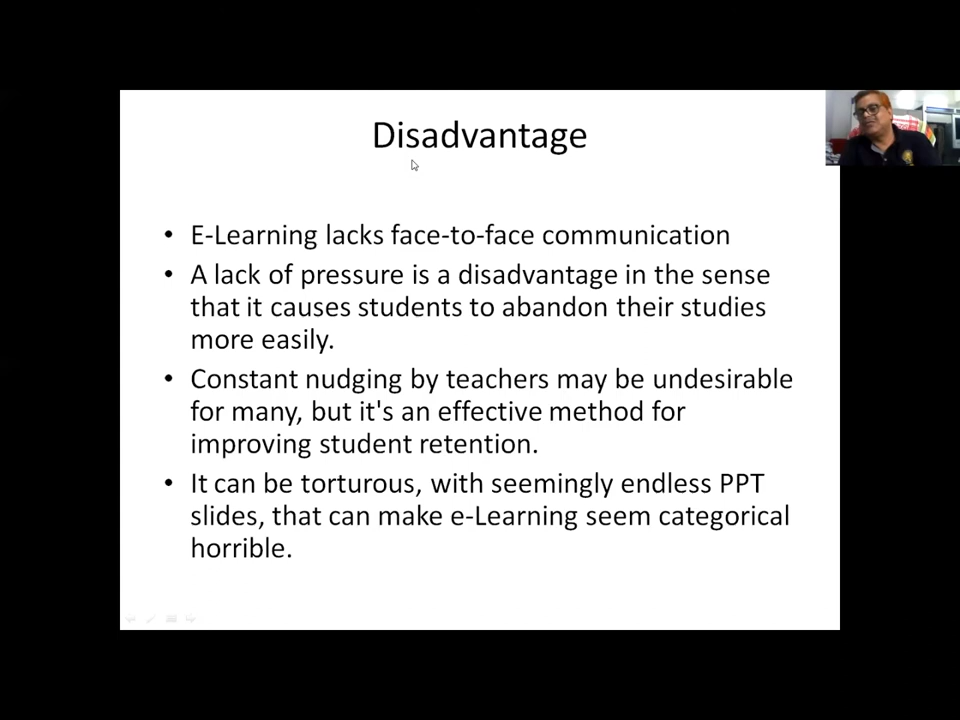 Disadvantage
• E-Learning lacks face-to-face communication
• A lack of pressure is a disadvantage in the sense
that it causes students to abandon their studies
more easily.
• Constant nudging by teachers may be undesirable
for many, but it's an effective method for
improving student retention.
• It can be torturous, with seemingly endless PPT
slides, that can make e-Learning seem categorical
horrible.